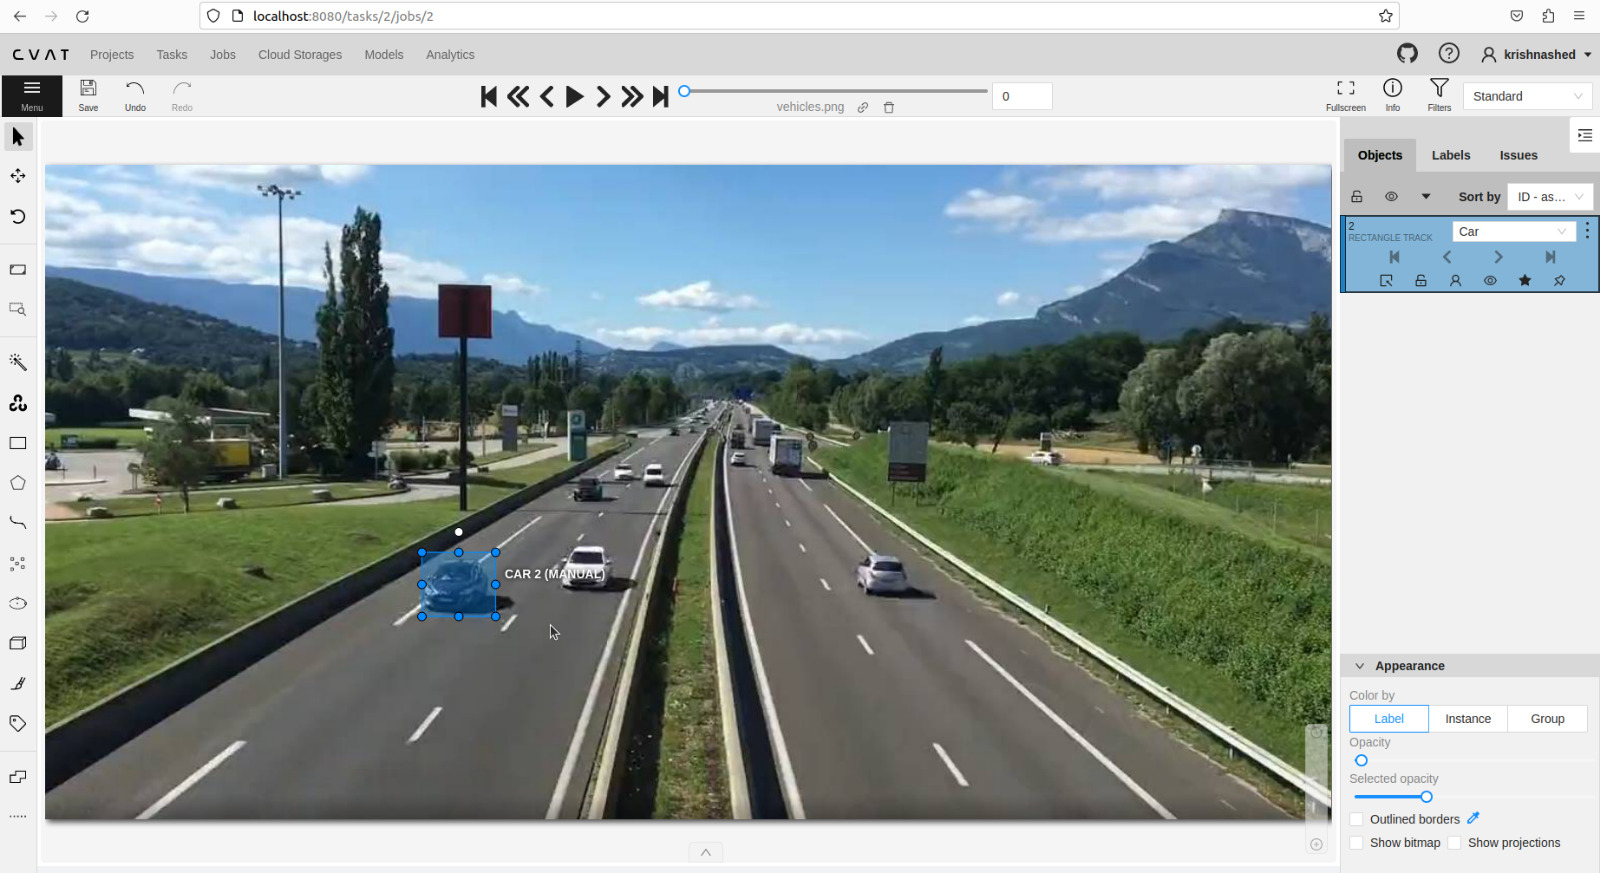 localhost:8080/tasks/2/jobs/2
CVAT Projects Tasks Jobs Cloud Storages Models Analytics krishnashed
Menu Save Undo Redo vehicles.png 0 Fullscreen Info Filters Standard
Objects Labels Issues
Sort by ID - as...
2
RECTANGLE TRACK Car
CAR 2 (MANUAL)
Appearance
Color by
Label Instance Group
Opacity
Selected opacity
Outlined borders
Show bitmap Show projections